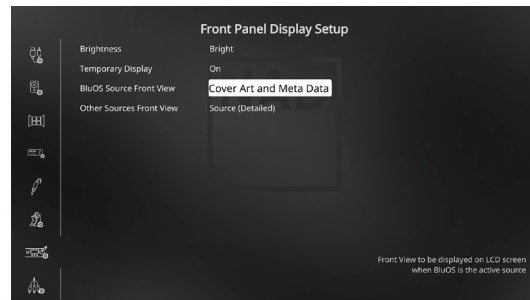 Front Panel Display Setup
Brightness Bright
Temporary Display On
BluOS Source Front View Cover Art and Meta Data
Other Sources Front View Source (Detailed)
NAD
Front View to be displayed on LCD screen
when BluOS is the active source